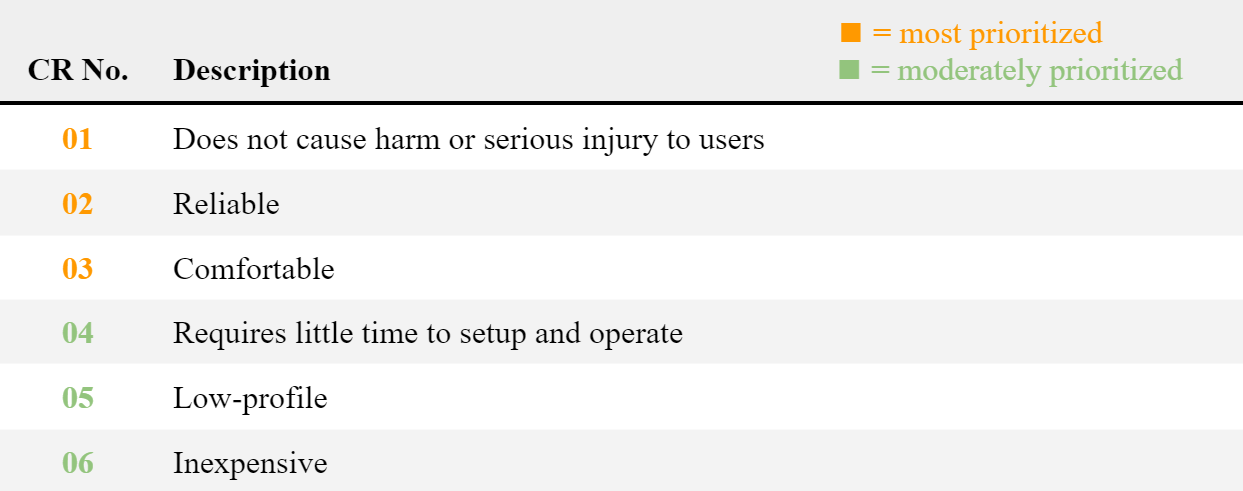 ■ = most prioritized
CR No. Description ■ = moderately prioritized
01 Does not cause harm or serious injury to users
02 Reliable
03 Comfortable
04 Requires little time to setup and operate
05 Low-profile
06 Inexpensive